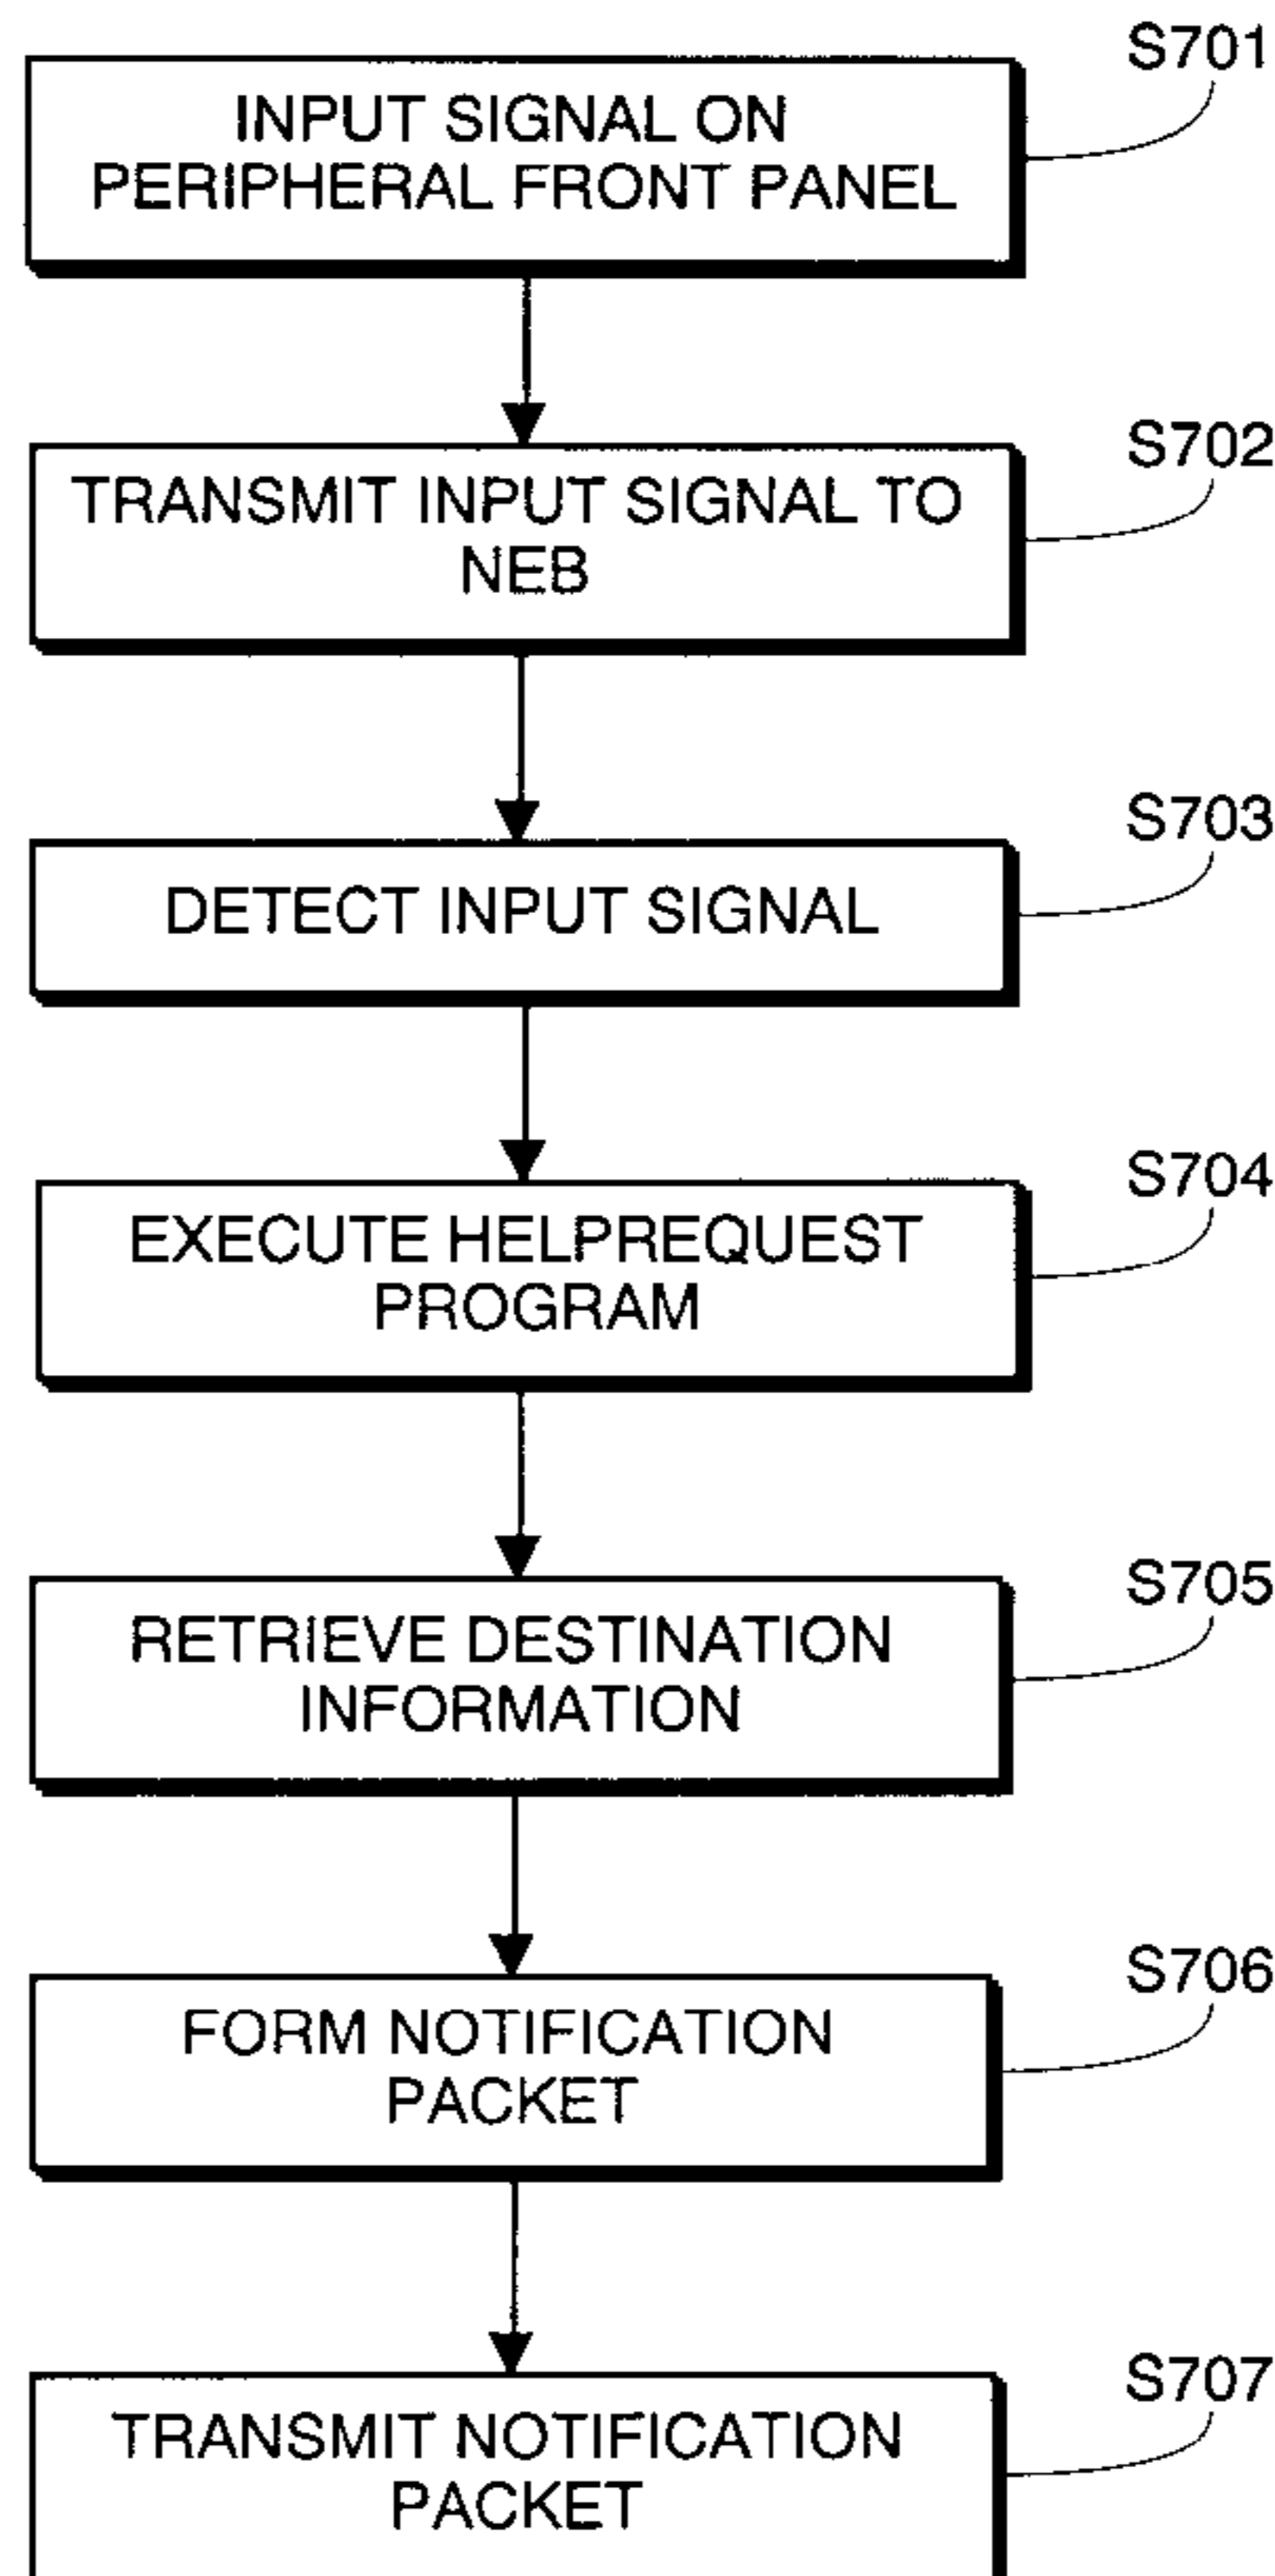 S701
INPUT SIGNAL ON
PERIPHERAL FRONT PANEL
S702
TRANSMIT INPUT SIGNAL TO
NEB
S703
DETECT INPUT SIGNAL
S704
EXECUTE HELPREQUEST
PROGRAM
S705
RETRIEVE DESTINATION
INFORMATION
S706
FORM NOTIFICATION
PACKET
S707
TRANSMIT NOTIFICATION
PACKET